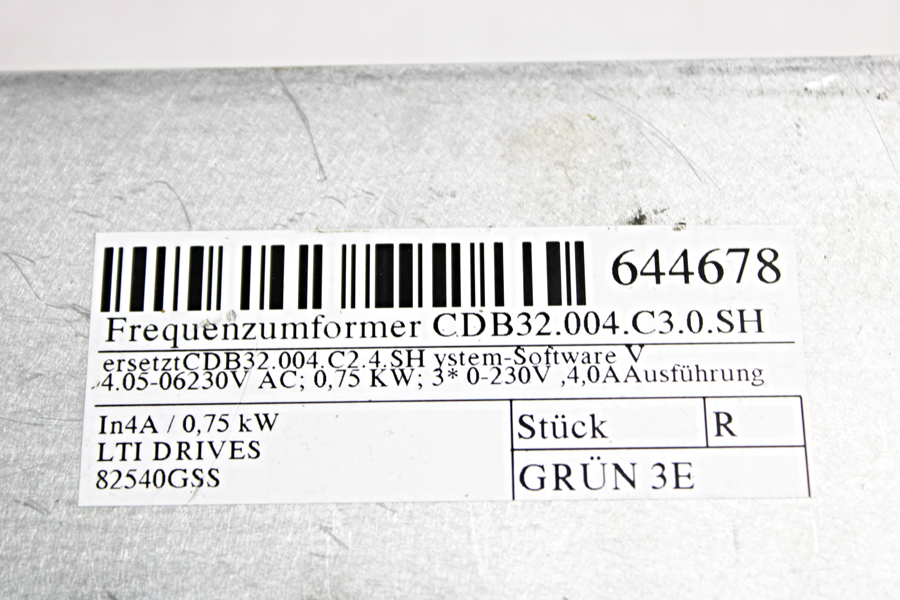 644678
Frequenzumformer CDB32.004.C3.0.SH
ersetztCDB32.004.C2.4.SH ystem-Software V
4.05-06230V AC; 0,75 KW; 3* 0-230V ,4,0AAusführung
In4A / 0,75 kW
LTI DRIVES
82540GSS
Stück R
GRÜN 3E